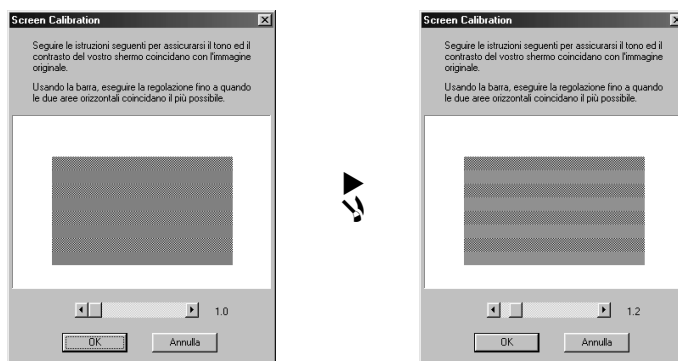 Screen Calibration
Seguire le istruzioni seguenti per assicurarsi il tono ed il
contrasto del vostro shermo coincidano con l'immagine
originale.
Usando la barra, eseguire la regolazione fino a quando
le due aree orizzontali coincidano il più possibile.
1.0
OK
Annulla
Screen Calibration
Seguire le istruzioni seguenti per assicurarsi il tono ed il
contrasto del vostro shermo coincidano con l'immagine
originale.
Usando la barra, eseguire la regolazione fino a quando
le due aree orizzontali coincidano il più possibile.
1.2
OK
Annulla